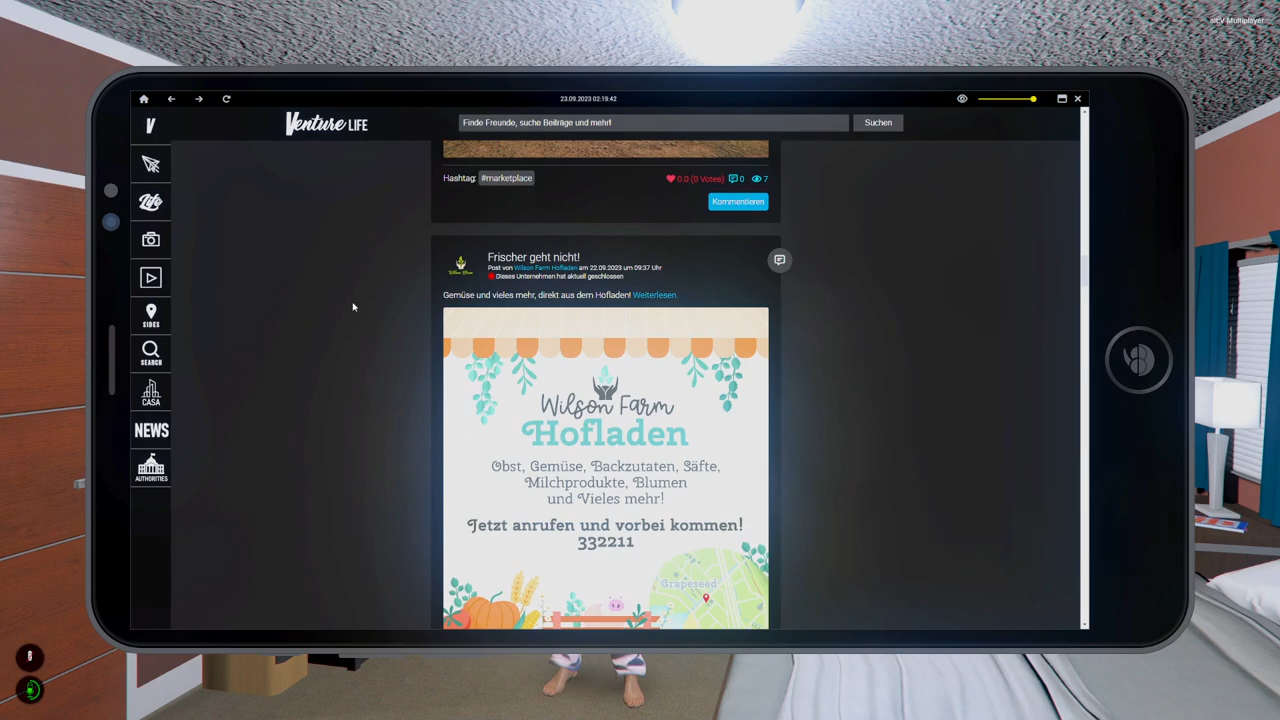 alt:V Multiplayer
23.09.2023 02:19:42
V
Venture LIFE
Finde Freunde, suche Beiträge und mehr!
Suchen
Life
SIDES
SEARCH
CASA
NEWS
AUTHORITIES
Hashtag: #marketplace
0.0 (0 Votes) 0 7
Kommentieren
Frischer geht nicht!
Post von Wilson Farm Hofladen am 22.09.2023 um 09:37 Uhr
Dieses Unternehmen hat aktuell geschlossen
Gemüse und vieles mehr, direkt aus dem Hofladen! Weiterlesen.
Wilson Farm
Hofladen
Obst, Gemüse, Backzutaten, Säfte,
Milchprodukte, Blumen
und Vieles mehr!
Jetzt anrufen und vorbei kommen!
332211
Grapeseed